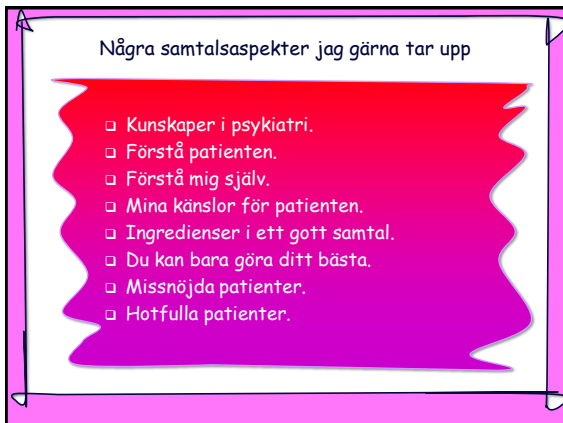 Några samtalsaspekter jag gärna tar upp
Kunskaper i psykiatri.
Förstå patienten.
Förstå mig själv.
Mina känslor för patienten.
Ingredienser i ett gott samtal.
Du kan bara göra ditt bästa.
Missnöjda patienter.
Hotfulla patienter.